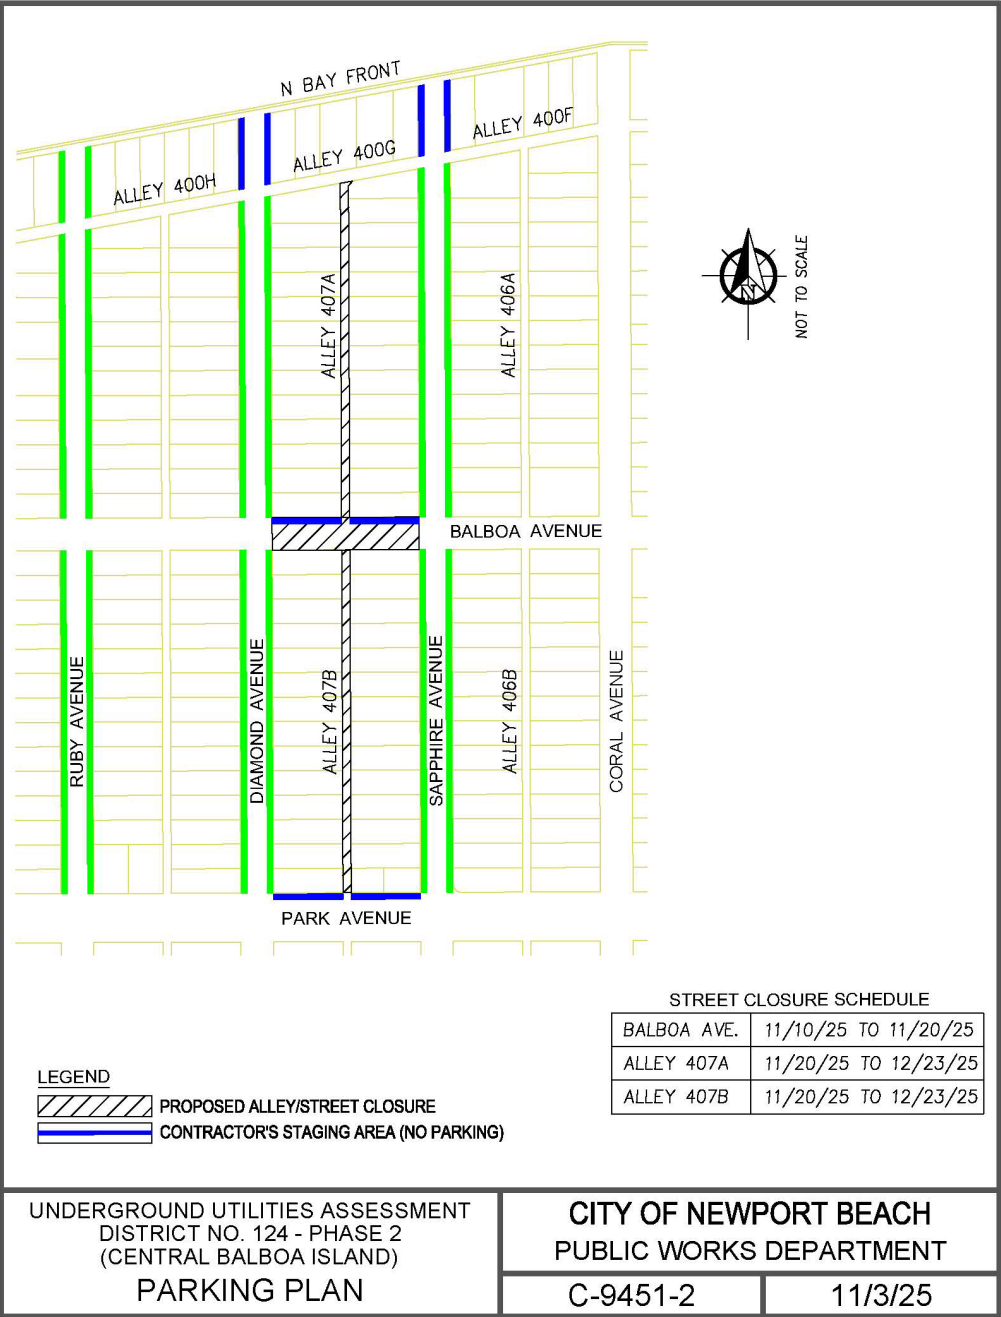 N BAY FRONT
ALLEY 400F
ALLEY 400G
ALLEY 400H
NOT TO SCALE
N
ALLEY 407A
ALLEY 406A
BALBOA AVENUE
RUBY AVENUE
DIAMOND AVENUE
ALLEY 407B
SAPPHIRE AVENUE
ALLEY 406B
CORAL AVENUE
PARK AVENUE
STREET CLOSURE SCHEDULE
BALBOA AVE. 11/10/25 TO 11/20/25
ALLEY 407A 11/20/25 TO 12/23/25
ALLEY 407B 11/20/25 TO 12/23/25
LEGEND
PROPOSED ALLEY/STREET CLOSURE
CONTRACTOR'S STAGING AREA (NO PARKING)
UNDERGROUND UTILITIES ASSESSMENT
DISTRICT NO. 124 - PHASE 2
(CENTRAL BALBOA ISLAND)
PARKING PLAN
CITY OF NEWPORT BEACH
PUBLIC WORKS DEPARTMENT
C-9451-2
11/3/25